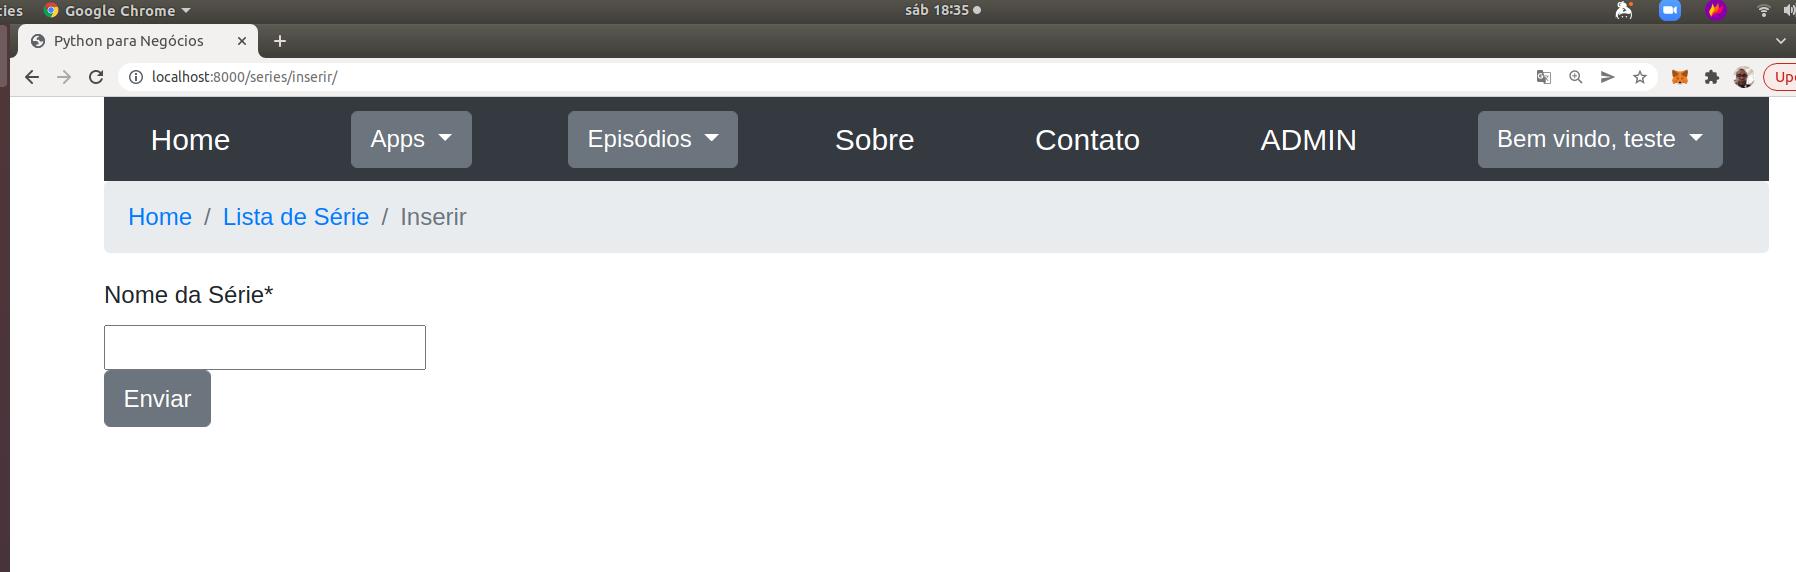 ties Google Chrome sáb 18:35
Python para Negócios
localhost:8000/series/inserir/ Upd
Home Apps Episódios Sobre Contato ADMIN Bem vindo, teste
Home / Lista de Série / Inserir
Nome da Série*
Enviar